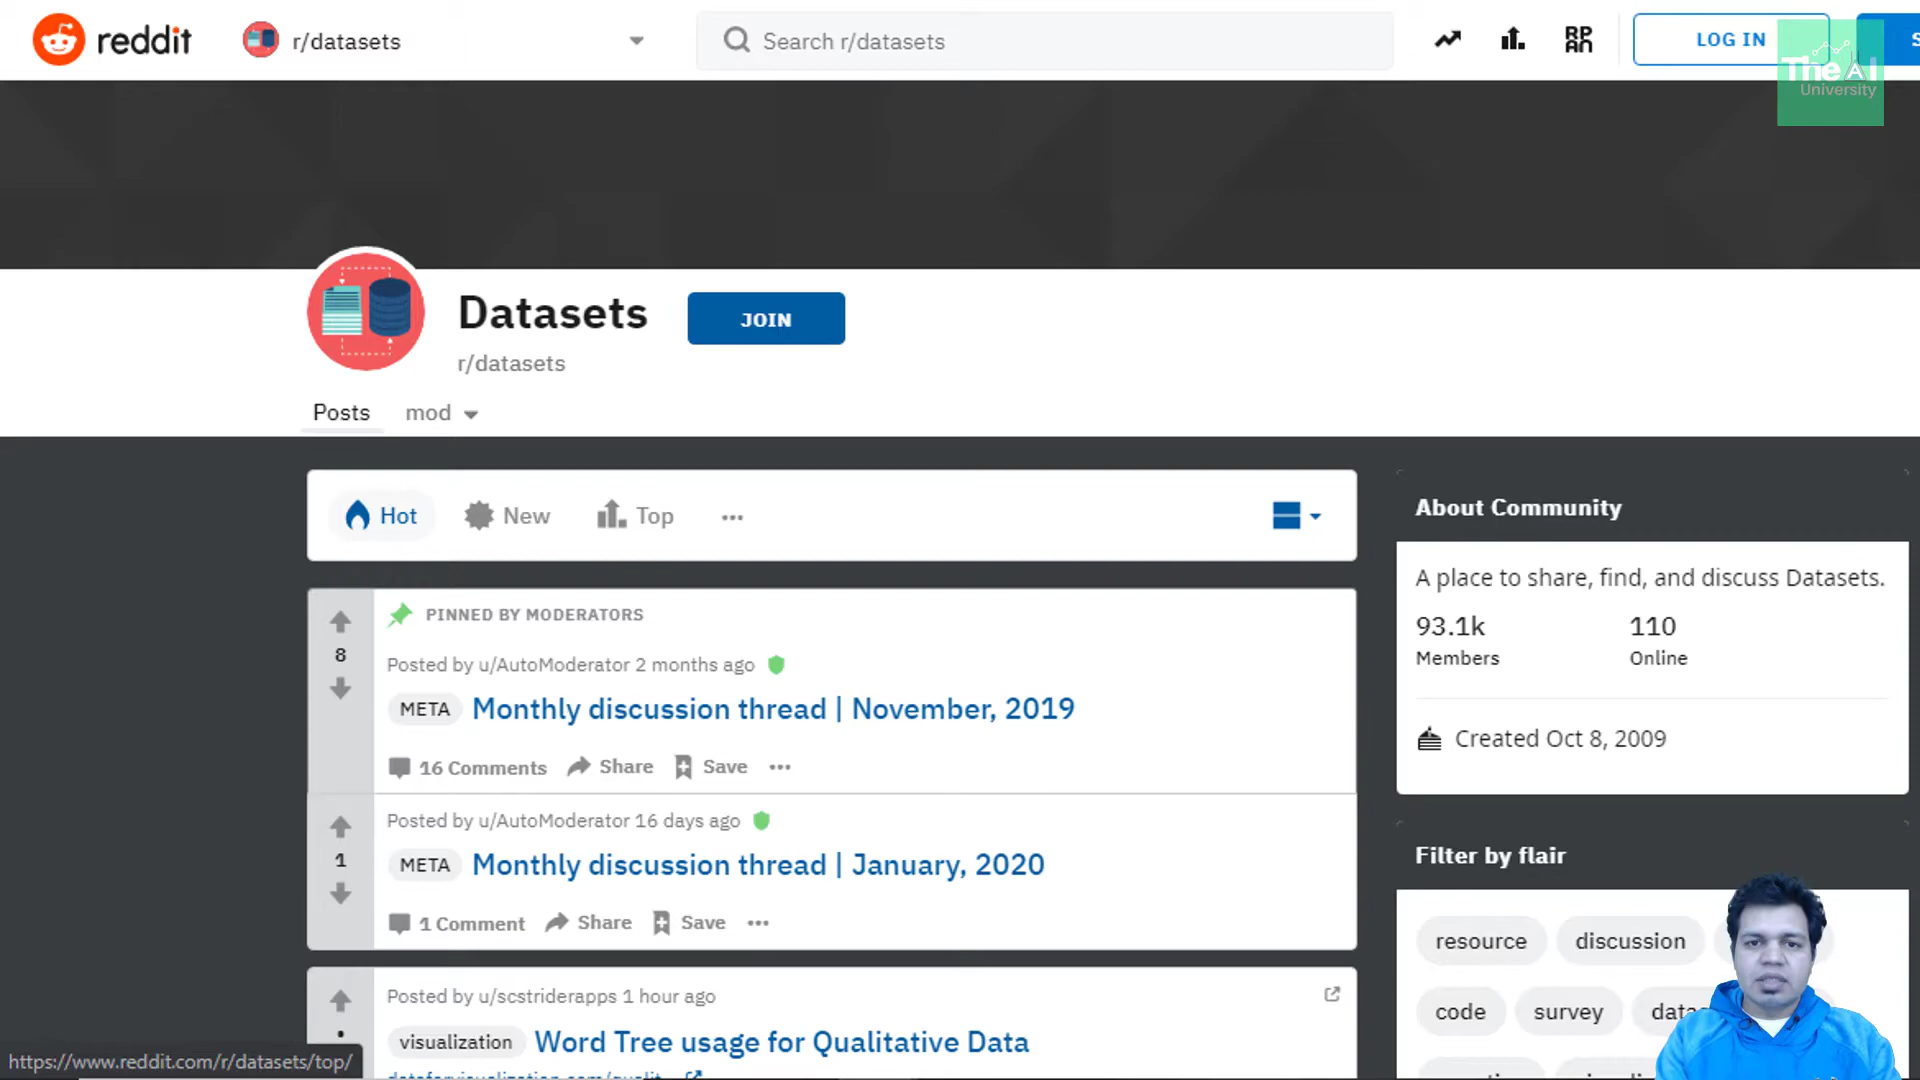 reddit
r/datasets
Search r/datasets
LOG IN
The AI
University
Datasets
JOIN
r/datasets
Posts
mod
Hot
New
Top
PINNED BY MODERATORS
8
Posted by u/AutoModerator 2 months ago
META
Monthly discussion thread | November, 2019
16 Comments
Share
Save
Posted by u/AutoModerator 16 days ago
1
META
Monthly discussion thread | January, 2020
1 Comment
Share
Save
Posted by u/scstriderapps 1 hour ago
visualization
Word Tree usage for Qualitative Data
https://www.reddit.com/r/datasets/top/
About Community
A place to share, find, and discuss Datasets.
93.1k
110
Members
Online
Created Oct 8, 2009
Filter by flair
resource
discussion
code
survey